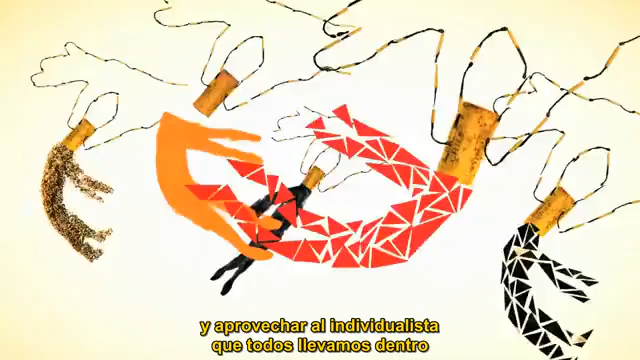 y aprovechar al individualista
que todos llevamos dentro